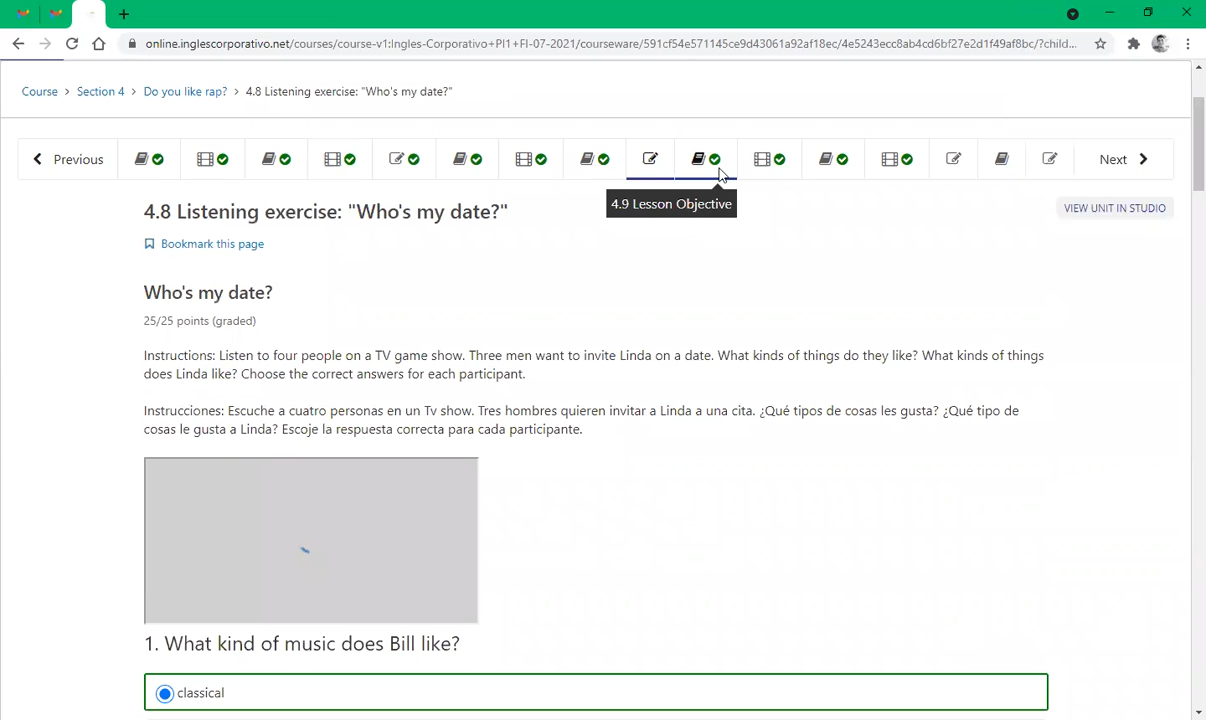 online.inglescorporativo.net/courses/course-v1:Ingles-Corporativo+PI1+FI-07-2021/courseware/591cf54e571145ce9d43061a92af18ec/4e5243ecc8ab4cd6bf27e2d1f49af8bc/?child...
Course > Section 4 > Do you like rap? > 4.8 Listening exercise: "Who's my date?"
Previous
Next
4.9 Lesson Objective
4.8 Listening exercise: "Who's my date?"
VIEW UNIT IN STUDIO
Bookmark this page
Who's my date?
25/25 points (graded)
Instructions: Listen to four people on a TV game show. Three men want to invite Linda on a date. What kinds of things do they like? What kinds of things
does Linda like? Choose the correct answers for each participant.
Instrucciones: Escuche a cuatro personas en un Tv show. Tres hombres quieren invitar a Linda a una cita. ¿Qué tipos de cosas les gusta? ¿Qué tipo de
cosas le gusta a Linda? Escoje la respuesta correcta para cada participante.
1. What kind of music does Bill like?
classical